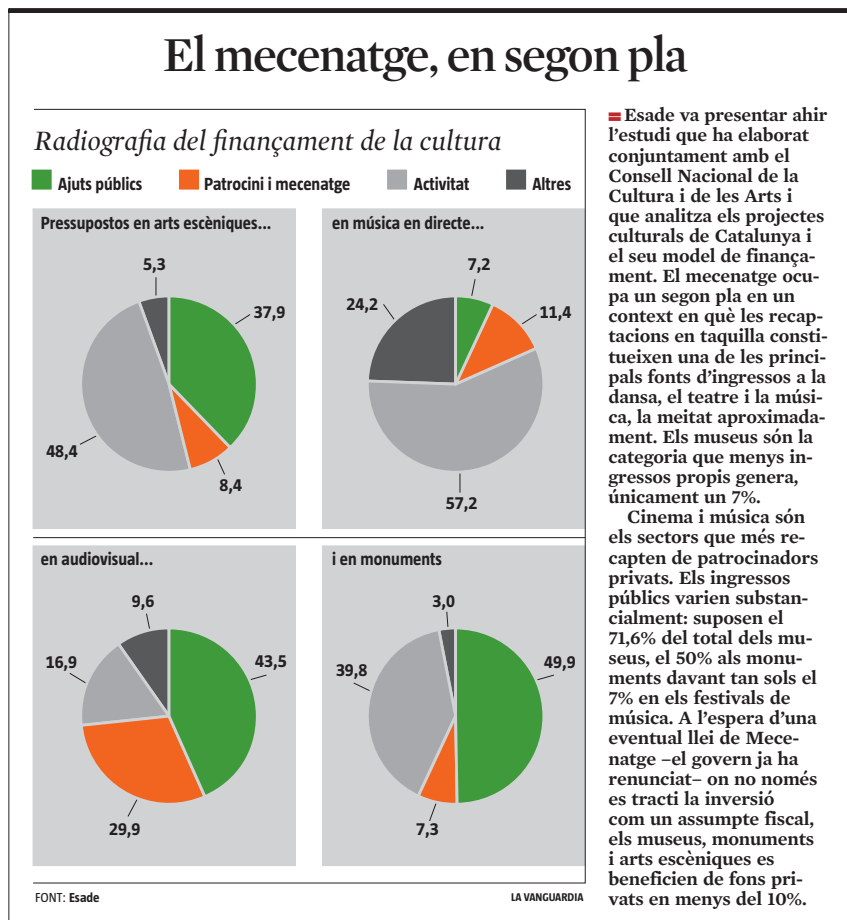 El mecenatge, en segon pla
Radiografia del finançament de la cultura
Ajuts públics
Patrocini i mecenatge
Activitat
Altres
Pressupostos en arts escèniques...
5,3
37,9
48,4
8,4
en música en directe...
7,2
24,2
11,4
57,2
en audiovisual...
9,6
16,9
43,5
29,9
i en monuments
3,0
39,8
49,9
7,3
FONT: Esade
LA VANGUARDIA
Esade va presentar ahir
l'estudi que ha elaborat
conjuntament amb el
Consell Nacional de la
Cultura i de les Arts i
que analitza els projectes
culturals de Catalunya i
el seu model de finança-
ment. El mecenatge ocu-
pa un segon pla en un
context en què les recap-
tacions en taquilla consti-
tueixen una de les princi-
pals fonts d'ingressos a la
dansa, el teatre i la músi-
ca, la meitat aproximada-
ment. Els museus són la
categoria que menys in-
gressos propis genera,
únicament un 7%.
Cinema i música són
els sectors que més re-
capten de patrocinadors
privats. Els ingressos
públics varien substan-
cialment: suposen el
71,6% del total dels mu-
seus, el 50% als monu-
ments davant tan sols el
7% en els festivals de
música. A l'espera d'una
eventual llei de Mece-
natge –el govern ja ha
renunciat– on no només
es tracti la inversió
com un assumpte fiscal,
els museus, monuments
i arts escèniques es
beneficien de fons pri-
vats en menys del 10%.